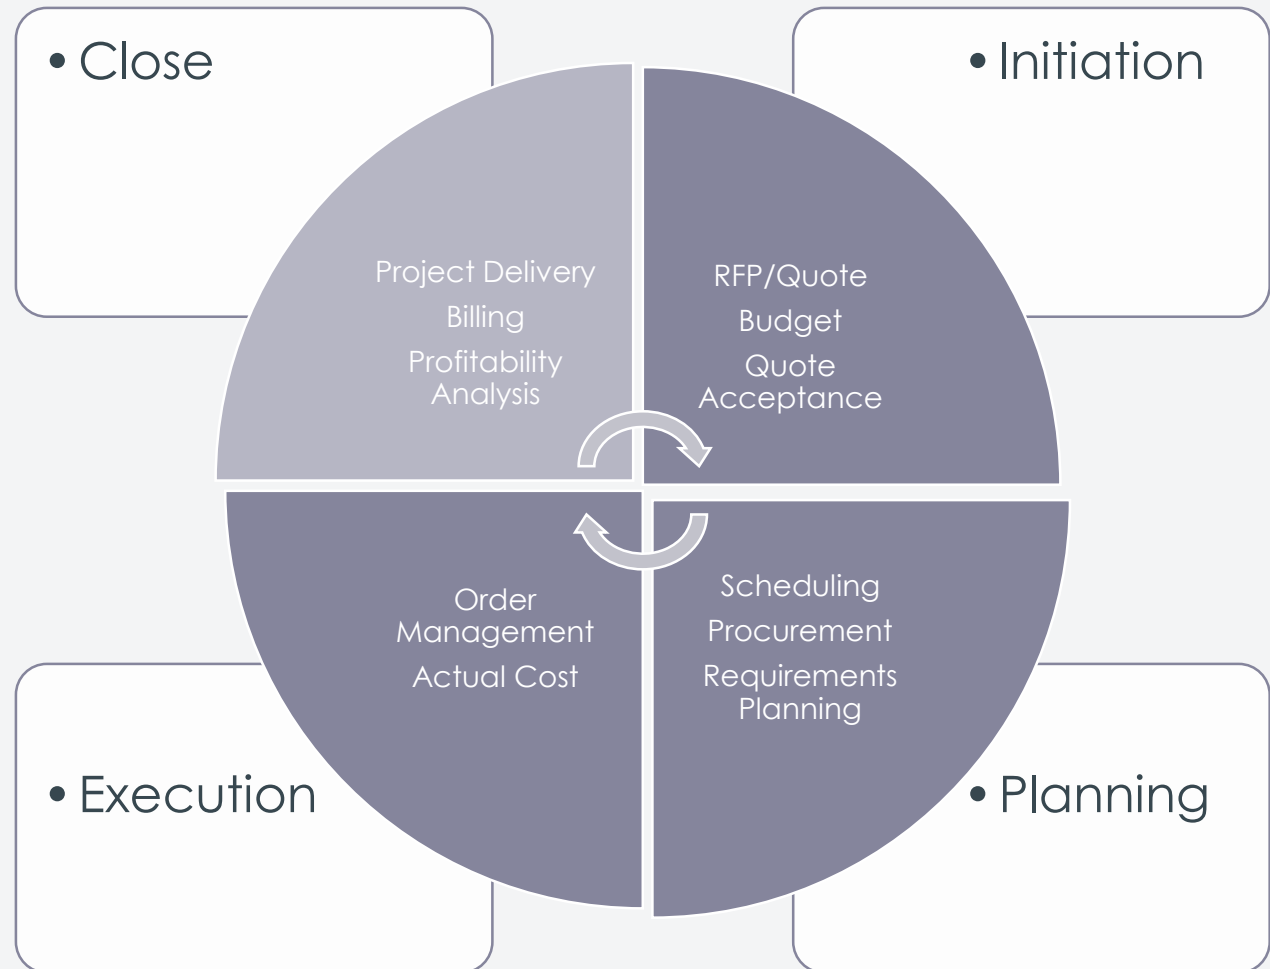 • Close
• Initiation
Project Delivery
Billing
Profitability
Analysis
RFP/Quote
Budget
Quote
Acceptance
Order
Management
Actual Cost
Scheduling
Procurement
Requirements
Planning
• Execution
• Planning